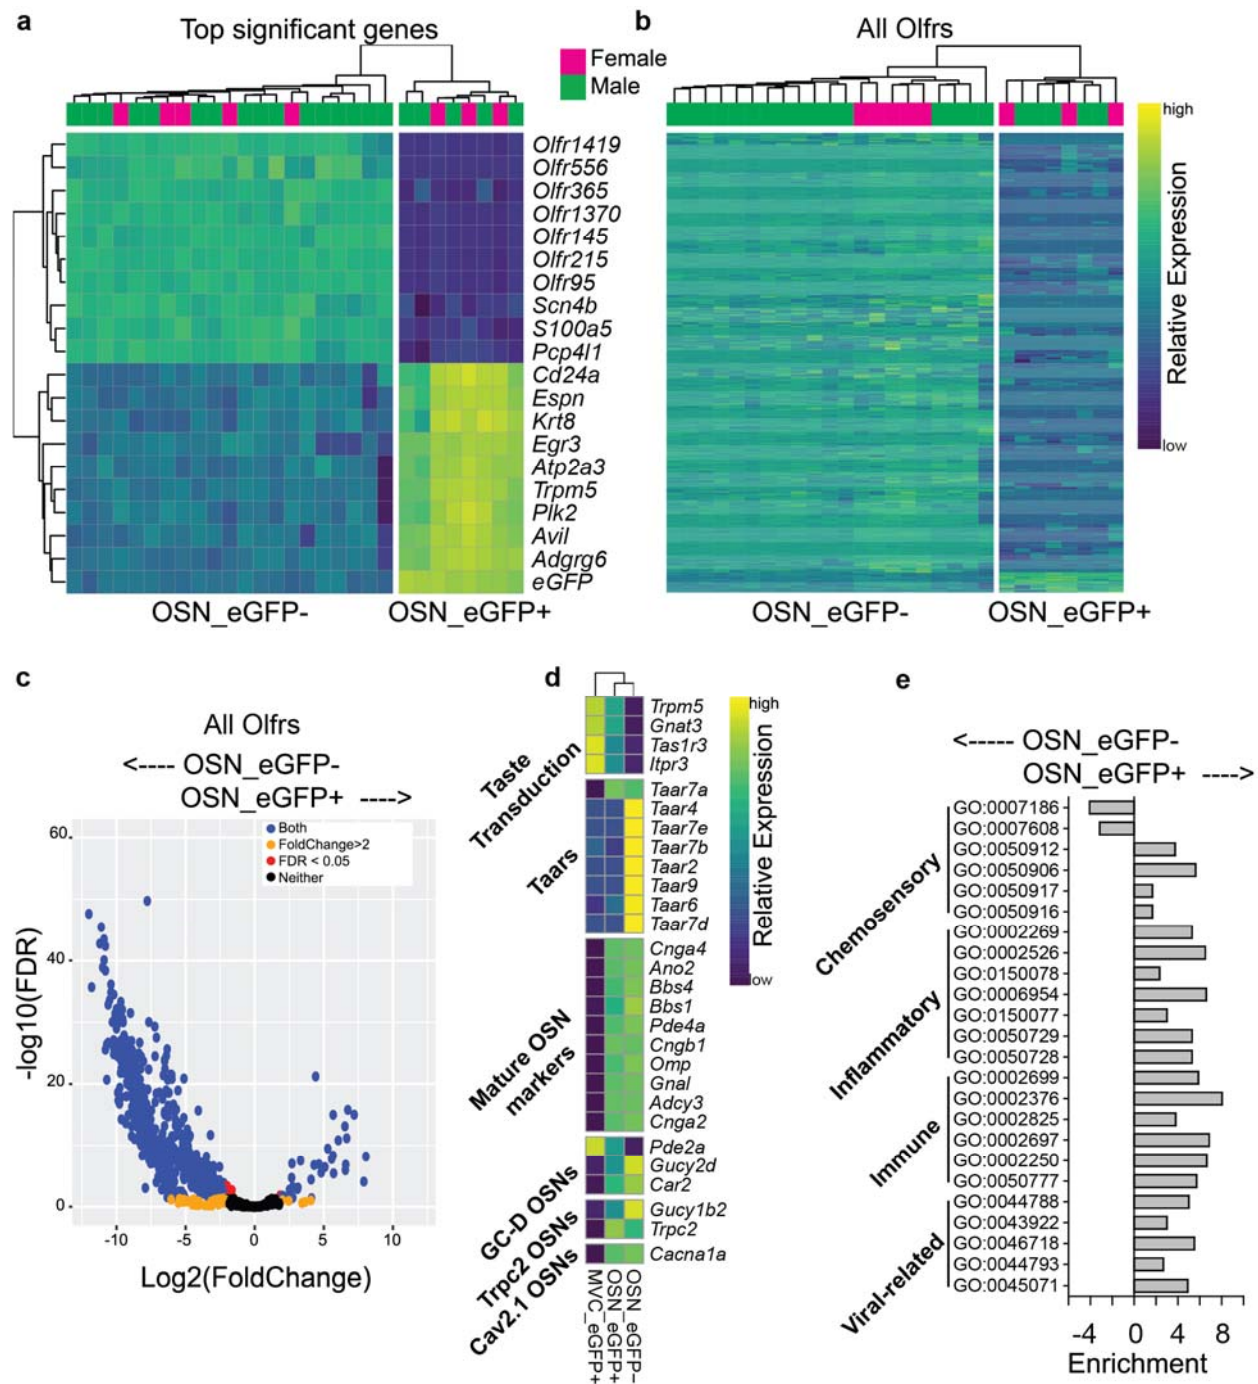 a
Top significant genes
Female
Male
Olfr1419
Olfr556
Olfr365
Olfr1370
Olfr145
Olfr215
Olfr95
Scn4b
S100a5
Pcp4l1
Cd24a
Espn
Krt8
Egr3
Atp2a3
Trpm5
Plk2
Avil
Adgrg6
eGFP
OSN_eGFP-
OSN_eGFP+
b
All Olfrs
high
Relative Expression
low
OSN_eGFP-
OSN_eGFP+
c
All Olfrs
<---- OSN_eGFP-
OSN_eGFP+ ---->
Both
FoldChange>2
FDR < 0.05
Neither
60
40
20
0
-log10(FDR)
-10
-5
0
5
10
Log2(FoldChange)
d
Taste
Transduction
Trpm5
Gnat3
Tas1r3
Itpr3
Taars
Taar7a
Taar4
Taar7e
Taar7b
Taar2
Taar9
Taar6
Taar7d
Mature OSN
markers
Cnga4
Ano2
Bbs4
Bbs1
Pde4a
Cngb1
Omp
Gnal
Adcy3
Cnga2
GC-D OSNs
Pde2a
Gucy2d
Car2
Trpc2 OSNs
Gucy1b2
Trpc2
Cav2.1 OSNs
Cacna1a
MVC_eGFP+
OSN_eGFP+
OSN_eGFP-
high
Relative Expression
low
e
<----- OSN_eGFP-
OSN_eGFP+ ---->
Chemosensory
GO:0007186
GO:0007608
GO:0050912
GO:0050906
GO:0050917
GO:0050916
Inflammatory
GO:0002269
GO:0002526
GO:0150078
GO:0006954
GO:0150077
GO:0050729
GO:0050728
Immune
GO:0002699
GO:0002376
GO:0002825
GO:0002697
GO:0002250
GO:0050777
Viral-related
GO:0044788
GO:0043922
GO:0046718
GO:0044793
GO:0045071
-4
0
4
8
Enrichment